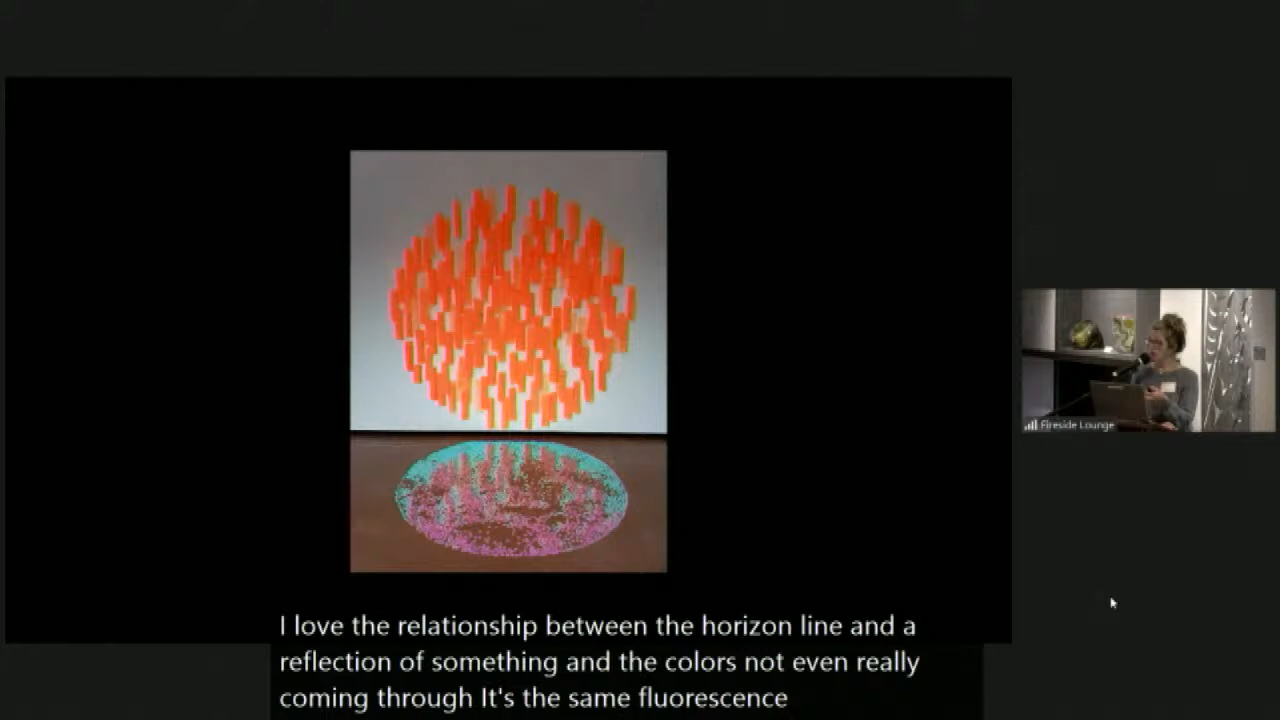 Fireside Lounge
I love the relationship between the horizon line and a
reflection of something and the colors not even really
coming through It's the same fluorescence